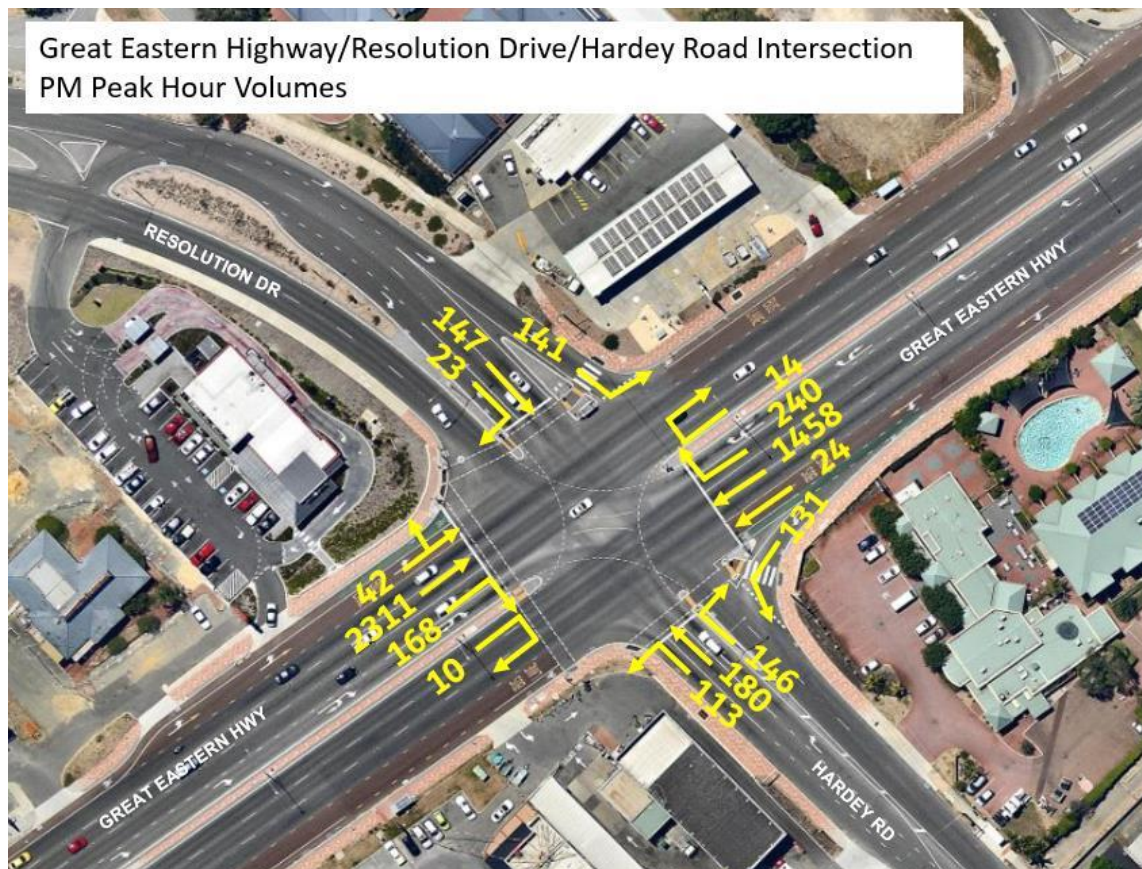 Great Eastern Highway/Resolution Drive/Hardey Road Intersection
PM Peak Hour Volumes
RESOLUTION DR
GREAT EASTERN HWY
147
23
141
14
240
1458
24
131
42
2311
168
10
146
180
113
GREAT EASTERN HWY
HARDEY RD